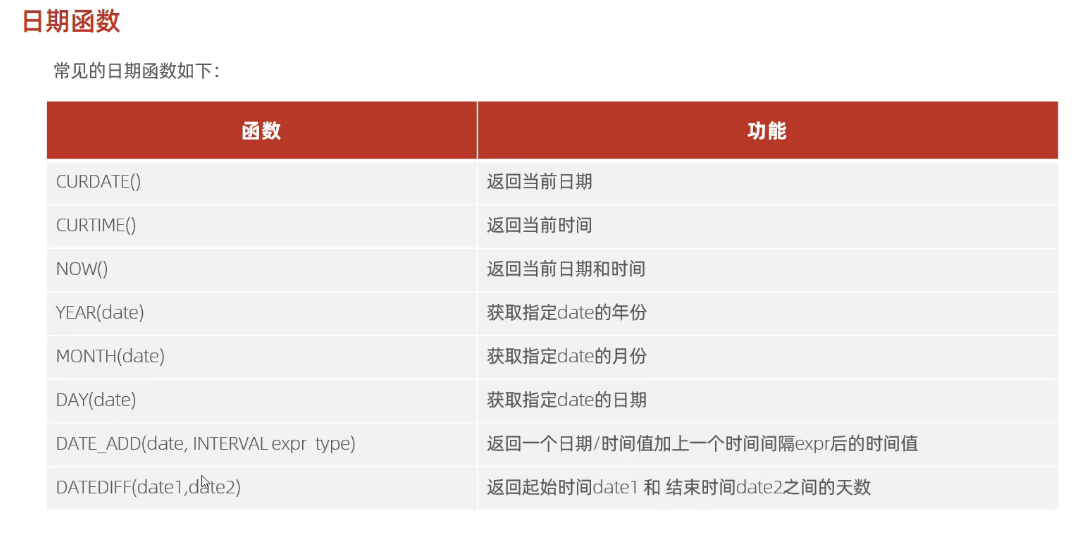 日期函数
常见的日期函数如下：
函数 功能
CURDATE() 返回当前日期
CURTIME() 返回当前时间
NOW() 返回当前日期和时间
YEAR(date) 获取指定date的年份
MONTH(date) 获取指定date的月份
DAY(date) 获取指定date的日期
DATE_ADD(date, INTERVAL expr type) 返回一个日期/时间值加上一个时间间隔expr后的时间值
DATEDIFF(date1,date2) 返回起始时间date1 和 结束时间date2之间的天数